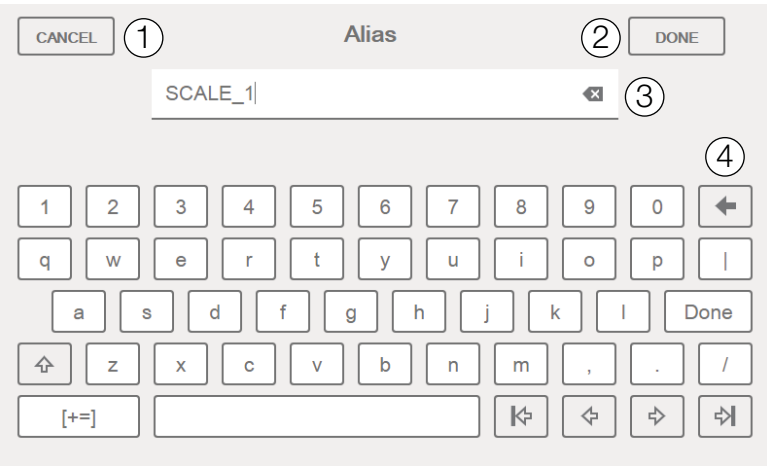 CANCEL 1 Alias 2 DONE
SCALE_1 3
4
1 2 3 4 5 6 7 8 9 0
q w e r t y u i o p |
a s d f g h j k l Done
z x c v b n m , . /
[+=]